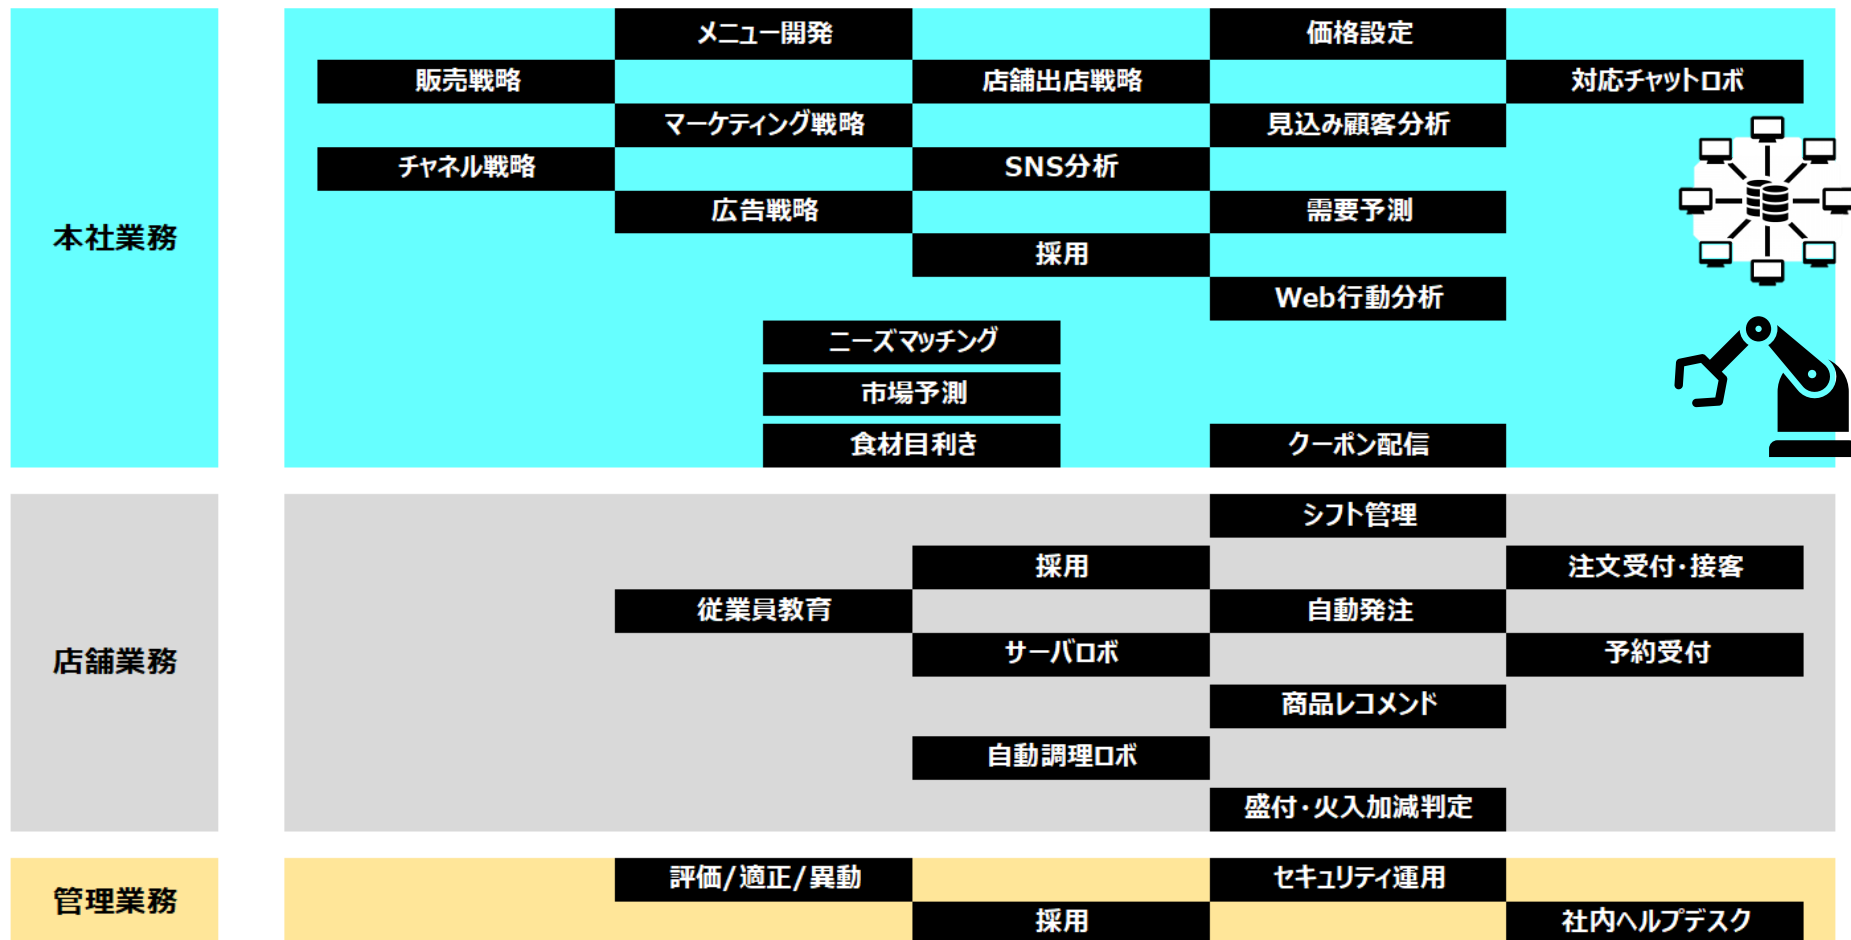 本社業務
メニュー開発
価格設定
販売戦略
店舗出店戦略
対応チャットロボ
マーケティング戦略
見込み顧客分析
チャネル戦略
SNS分析
広告戦略
需要予測
採用
Web行動分析
ニーズマッチング
市場予測
食材目利き
クーポン配信
店舗業務
シフト管理
採用
注文受付・接客
従業員教育
自動発注
サーバロボ
予約受付
商品レコメンド
自動調理ロボ
盛付・火入加減判定
管理業務
評価/適正/異動
セキュリティ運用
採用
社内ヘルプデスク